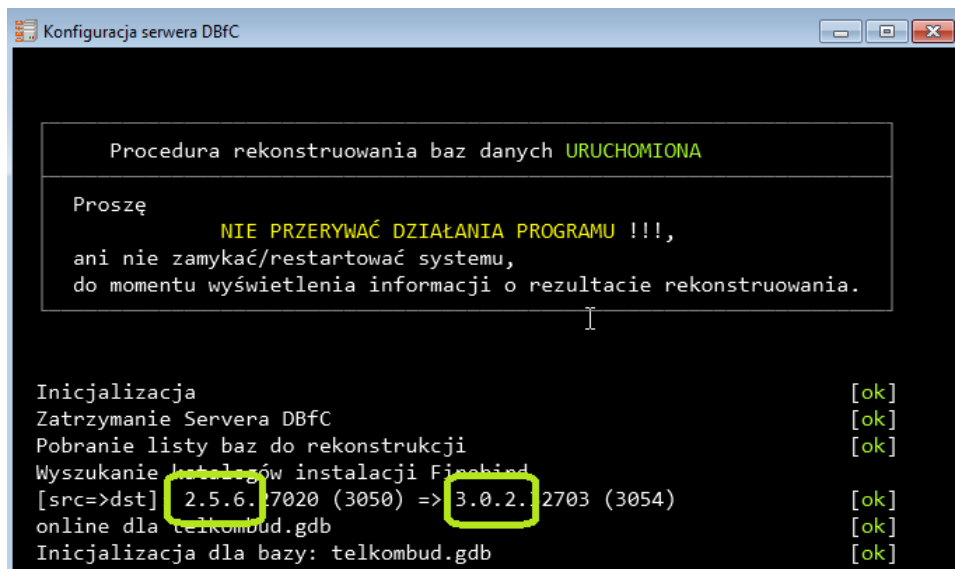 Konfiguracja serwera DBfC
Procedura rekonstruowania baz danych URUCHOMIONA
Proszę
NIE PRZERYWAĆ DZIAŁANIA PROGRAMU !!!,
ani nie zamykać/restartować systemu,
do momentu wyświetlenia informacji o rezultacie rekonstruowania.
Inicjalizacja [ok]
Zatrzymanie Servera DBfC [ok]
Pobranie listy baz do rekonstrukcji [ok]
Wyszukanie katalogów instalacji Firebird
[src=>dst] 2.5.6.27020 (3050) => 3.0.2.32703 (3054) [ok]
online dla telkombud.gdb [ok]
Inicjalizacja dla bazy: telkombud.gdb [ok]